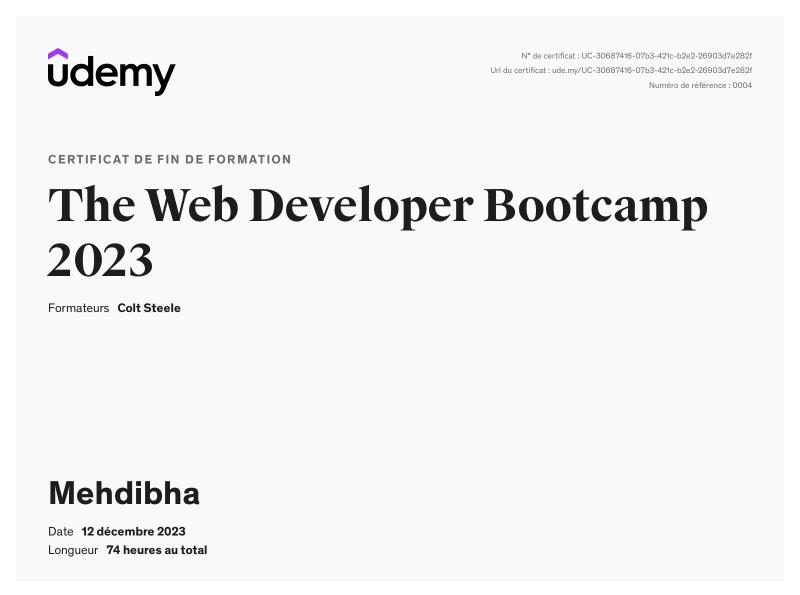 udemy
N° de certificat : UC-30687416-07b3-421c-b2e2-26903d7e282f
Url du certificat : ude.my/UC-30687416-07b3-421c-b2e2-26903d7e282f
Numéro de référence : 0004
CERTIFICAT DE FIN DE FORMATION
The Web Developer Bootcamp
2023
Formateurs Colt Steele
Mehdibha
Date 12 décembre 2023
Longueur 74 heures au total